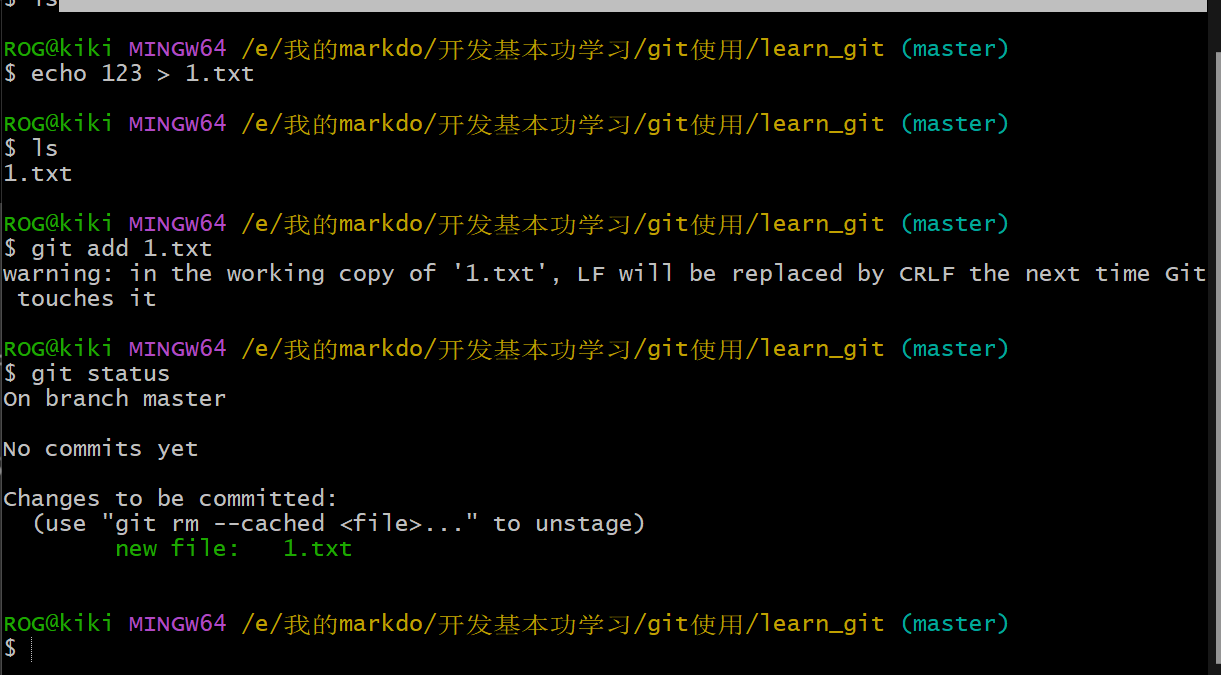 $ ls
ROG@kiki MINGW64 /e/我的markdo/开发基本功学习/git使用/learn_git (master)
$ echo 123 > 1.txt
ROG@kiki MINGW64 /e/我的markdo/开发基本功学习/git使用/learn_git (master)
$ ls
1.txt
ROG@kiki MINGW64 /e/我的markdo/开发基本功学习/git使用/learn_git (master)
$ git add 1.txt
warning: in the working copy of '1.txt', LF will be replaced by CRLF the next time Git
touches it
ROG@kiki MINGW64 /e/我的markdo/开发基本功学习/git使用/learn_git (master)
$ git status
On branch master
No commits yet
Changes to be committed:
(use "git rm --cached <file>..." to unstage)
new file:   1.txt
ROG@kiki MINGW64 /e/我的markdo/开发基本功学习/git使用/learn_git (master)
$